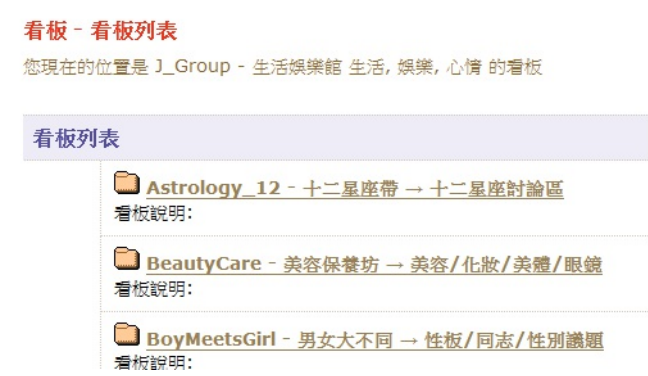 看板 - 看板列表
您現在的位置是 J_Group - 生活娛樂館 生活, 娛樂, 心情 的看板
看板列表
Astrology_12 - 十二星座帶 → 十二星座討論區
看板說明:
BeautyCare - 美容保養坊 → 美容/化妝/美體/眼鏡
看板說明:
BoyMeetsGirl - 男女大不同 → 性板/同志/性別議題
看板說明: